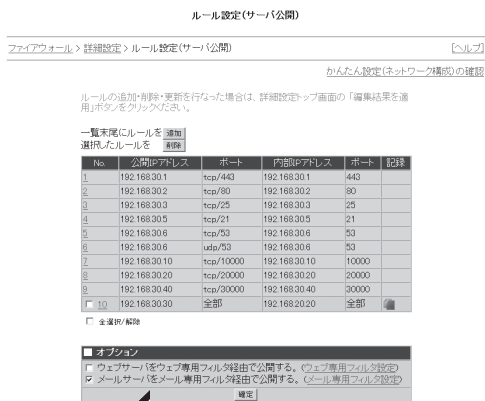 ルール設定(サーバ公開)
ファイアウォール > 詳細設定 > ルール設定(サーバ公開) [ヘルプ]
かんたん設定(ネットワーク構成)の確認
ルールの追加・削除・更新を行なった場合は、詳細設定トップ画面の「編集結果を適
用」ボタンをクリックください。
一覧末尾にルールを 追加
選択したルールを 削除
No. 公開IPアドレス ポート 内部IPアドレス ポート 記録
1 192.168.30.1 tcp/443 192.168.30.1 443
2 192.168.30.2 tcp/80 192.168.30.2 80
3 192.168.30.3 tcp/25 192.168.30.3 25
4 192.168.30.5 tcp/21 192.168.30.5 21
5 192.168.30.6 tcp/53 192.168.30.6 53
6 192.168.30.6 udp/53 192.168.30.6 53
7 192.168.30.10 tcp/10000 192.168.30.10 10000
8 192.168.30.20 tcp/20000 192.168.30.20 20000
9 192.168.30.40 tcp/30000 192.168.30.40 30000
10 192.168.30.30 全部 192.168.20.20 全部
全選択/解除
■ オプション
ウェブサーバをウェブ専用フィルタ経由で公開する。(ウェブ専用フィルタ設定)
メールサーバをメール専用フィルタ経由で公開する。(メール専用フィルタ設定)
確定